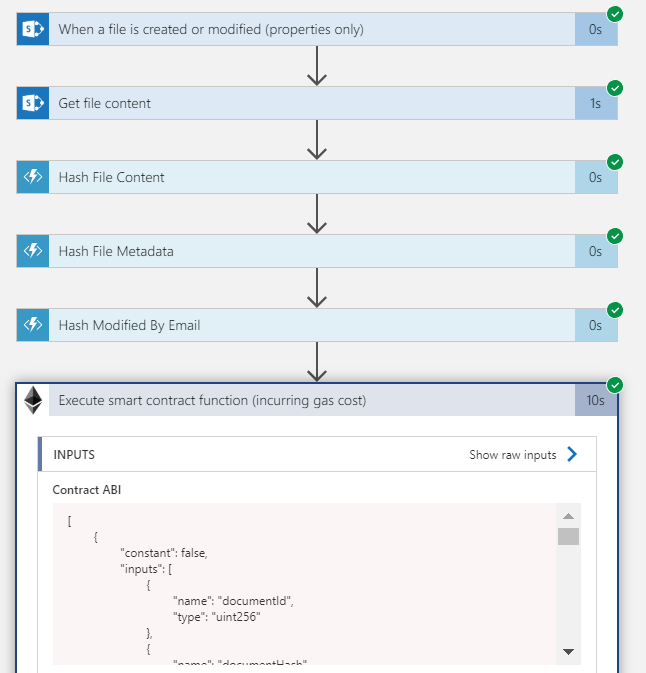 When a file is created or modified (properties only)
0s
Get file content
1s
Hash File Content
0s
Hash File Metadata
0s
Hash Modified By Email
0s
Execute smart contract function (incurring gas cost)
10s
INPUTS
Show raw inputs
Contract ABI
[
{
"constant": false,
"inputs": [
{
"name": "documentId",
"type": "uint256"
},
{
"name": "documentHash"